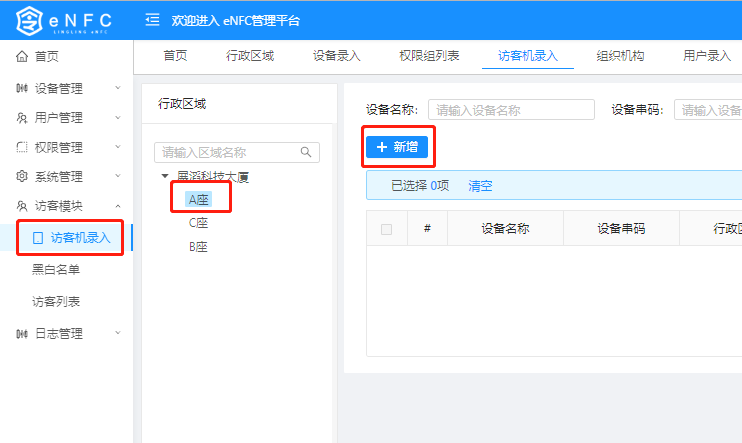 eNFC
LINGLING eNFC
欢迎进入 eNFC管理平台
首页
设备管理
用户管理
权限管理
系统管理
访客模块
访客机录入
黑白名单
访客列表
日志管理
首页 行政区域 设备录入 权限组列表 访客机录入 组织机构 用户录入
行政区域
请输入区域名称
展滔科技大厦
A座
C座
B座
设备名称: 请输入设备名称 设备串码: 请输入设备
+ 新增
已选择 0项 清空
# 设备名称 设备串码 行政区